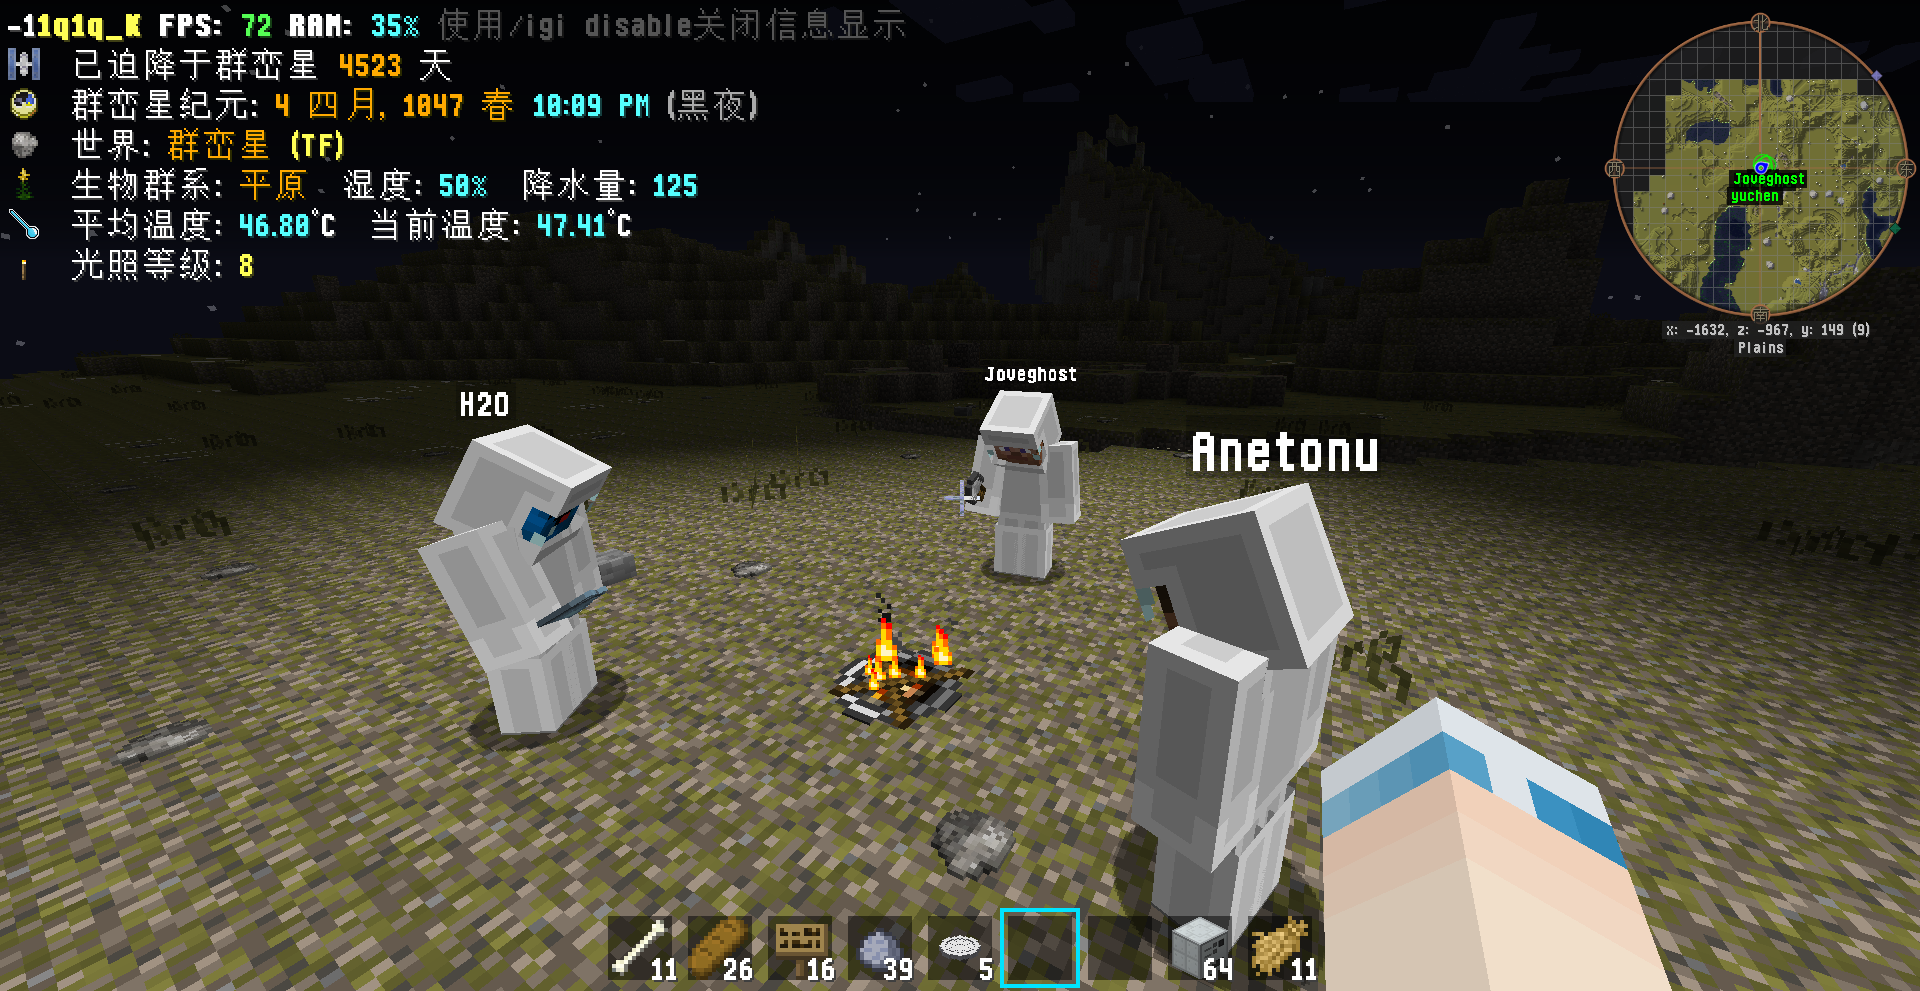 -11q1q_K FPS: 72 RAM: 35% 使用/igi disable关闭信息显示
已迫降于群峦星 4523 天
群峦星纪元: 4 四月, 1047 春 10:09 PM (黑夜)
世界: 群峦星 (TF)
生物群系: 平原 湿度: 50% 降水量: 125
平均温度: 46.80°C 当前温度: 47.41°C
光照等级: 8
北
西
东
Joveghost
yuchen
南
x: -1632, z: -967, y: 149 (9)
Plains
Joveghost
H2O
Anetonu
11 26 16 39 5 64 11